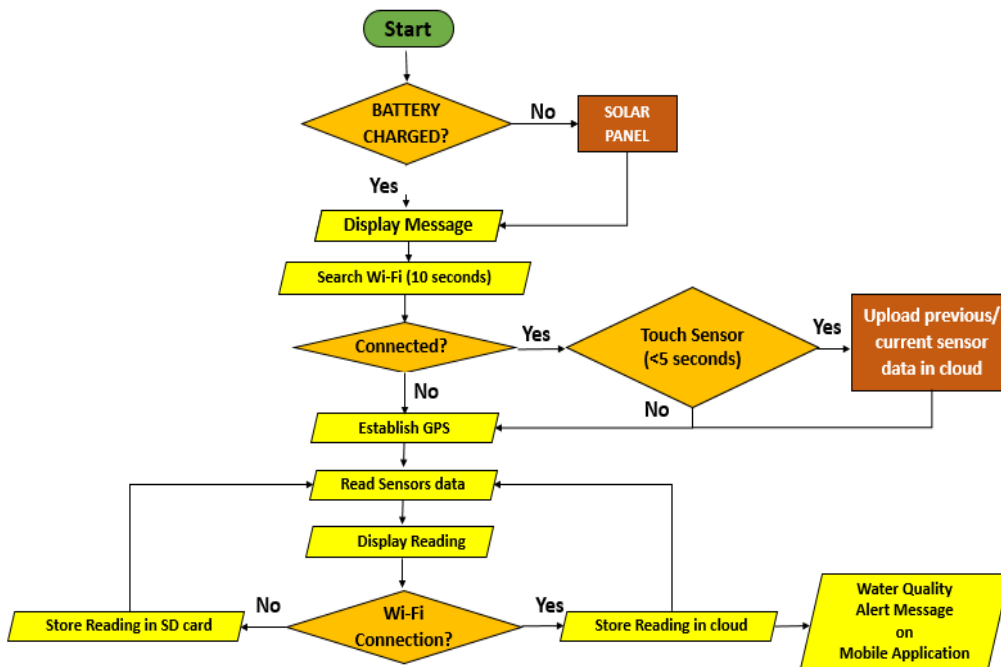 Start
BATTERY
CHARGED?
No
SOLAR
PANEL
Yes
Display Message
Search Wi-Fi (10 seconds)
Connected?
Yes
Touch Sensor
(<5 seconds)
Yes
Upload previous/
current sensor
data in cloud
No
No
Establish GPS
Read Sensors data
Display Reading
Wi-Fi
Connection?
No
Store Reading in SD card
Yes
Store Reading in cloud
Water Quality
Alert Message
on
Mobile Application